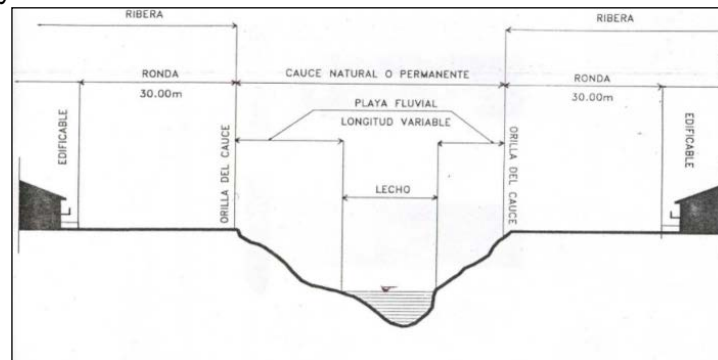 RIBERA
RIBERA
RONDA
30.00m
CAUCE NATURAL O PERMANENTE
RONDA
30.00m
PLAYA FLUVIAL
LONGITUD VARIABLE
EDIFICABLE
ORILLA DEL CAUCE
LECHO
ORILLA DEL CAUCE
EDIFICABLE